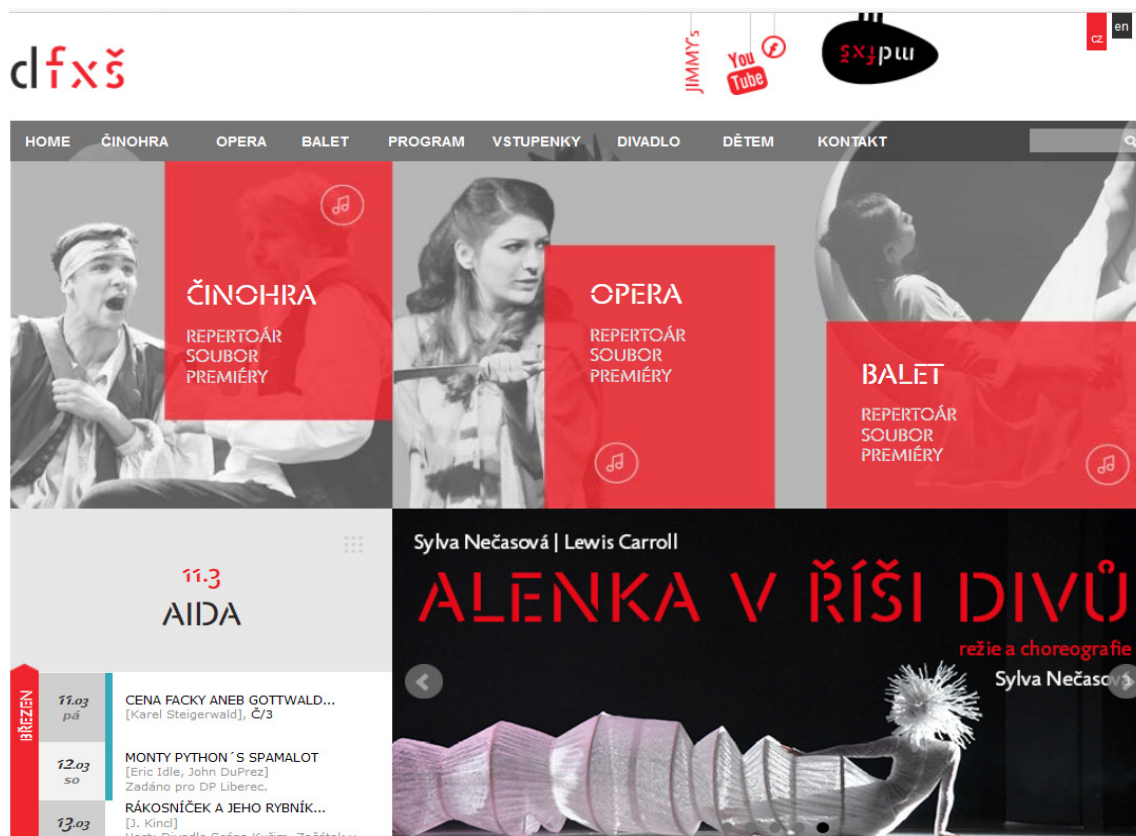 dfxš
JIMMY's
You
Tube
f
mdfxš
cz
en
HOME ČINOHRA OPERA BALET PROGRAM VSTUPENKY DIVADLO DĚTEM KONTAKT
ČINOHRA
REPERTOÁR
SOUBOR
PREMIÉRY
OPERA
REPERTOÁR
SOUBOR
PREMIÉRY
BALET
REPERTOÁR
SOUBOR
PREMIÉRY
11.3
AIDA
BŘEZEN
11.03
pá
CENA FACKY ANEB GOTTWALD...
[Karel Steigerwald], Č/3
12.03
so
MONTY PYTHON´S SPAMALOT
[Eric Idle, John DuPrez]
Zadáno pro DP Liberec.
13.03
RÁKOSNÍČEK A JEHO RYBNÍK...
[J. Kincl]
Sylva Nečasová | Lewis Carroll
ALENKA V ŘÍŠI DIVŮ
režie a choreografie
Sylva Nečasová